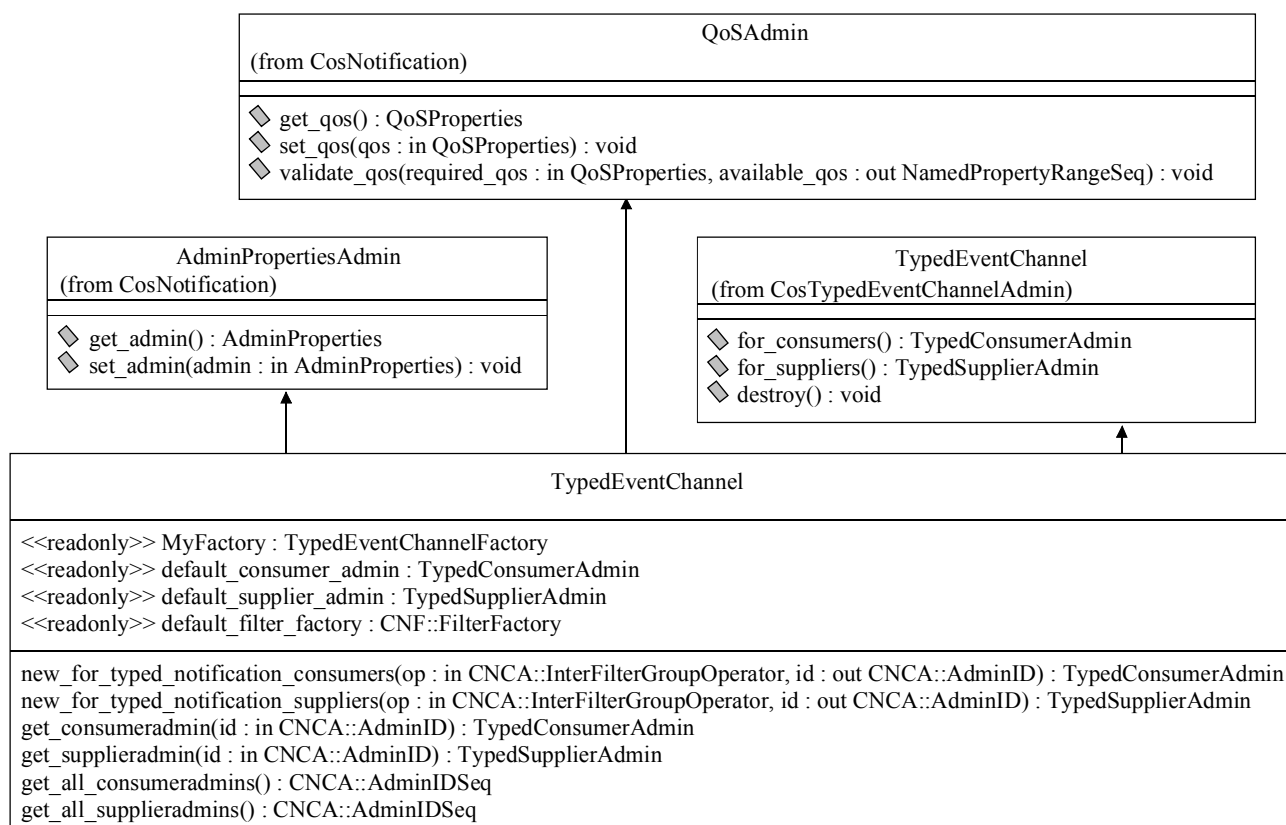 QoSAdmin
(from CosNotification)
get_qos() : QoSProperties
set_qos(qos : in QoSProperties) : void
validate_qos(required_qos : in QoSProperties, available_qos : out NamedPropertyRangeSeq) : void
AdminPropertiesAdmin
(from CosNotification)
get_admin() : AdminProperties
set_admin(admin : in AdminProperties) : void
TypedEventChannel
(from CosTypedEventChannelAdmin)
for_consumers() : TypedConsumerAdmin
for_suppliers() : TypedSupplierAdmin
destroy() : void
TypedEventChannel
<<readonly>> MyFactory : TypedEventChannelFactory
<<readonly>> default_consumer_admin : TypedConsumerAdmin
<<readonly>> default_supplier_admin : TypedSupplierAdmin
<<readonly>> default_filter_factory : CNF::FilterFactory
new_for_typed_notification_consumers(op : in CNCA::InterFilterGroupOperator, id : out CNCA::AdminID) : TypedConsumerAdmin
new_for_typed_notification_suppliers(op : in CNCA::InterFilterGroupOperator, id : out CNCA::AdminID) : TypedSupplierAdmin
get_consumeradmin(id : in CNCA::AdminID) : TypedConsumerAdmin
get_supplieradmin(id : in CNCA::AdminID) : TypedSupplierAdmin
get_all_consumeradmins() : CNCA::AdminIDSeq
get_all_supplieradmins() : CNCA::AdminIDSeq